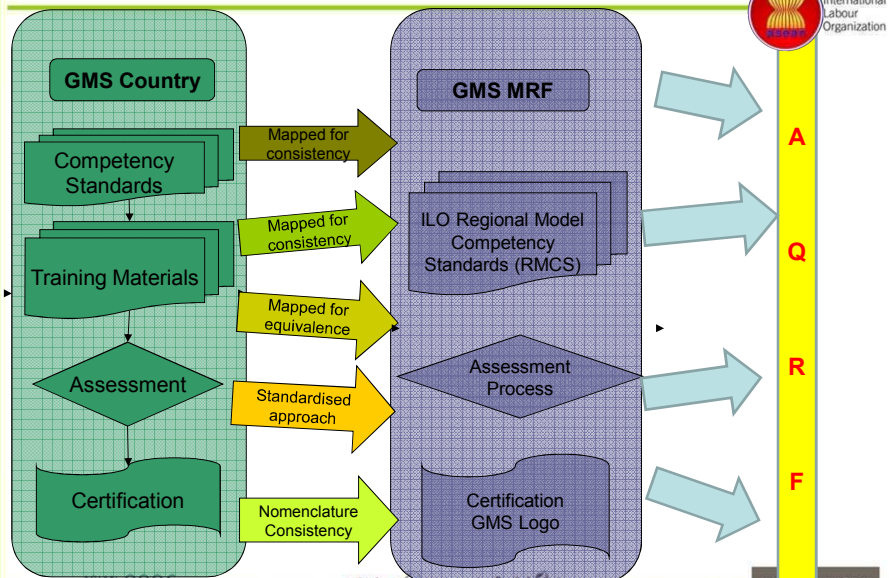 International
Labour
Organization
asean
GMS Country
GMS MRF
Mapped for
consistency
Competency
Standards
Mapped for
consistency
ILO Regional Model
Competency
Standards (RMCS)
Training Materials
Mapped for
equivalence
Assessment
Standardised
approach
Assessment
Process
Certification
Nomenclature
Consistency
Certification
GMS Logo
A
Q
R
F